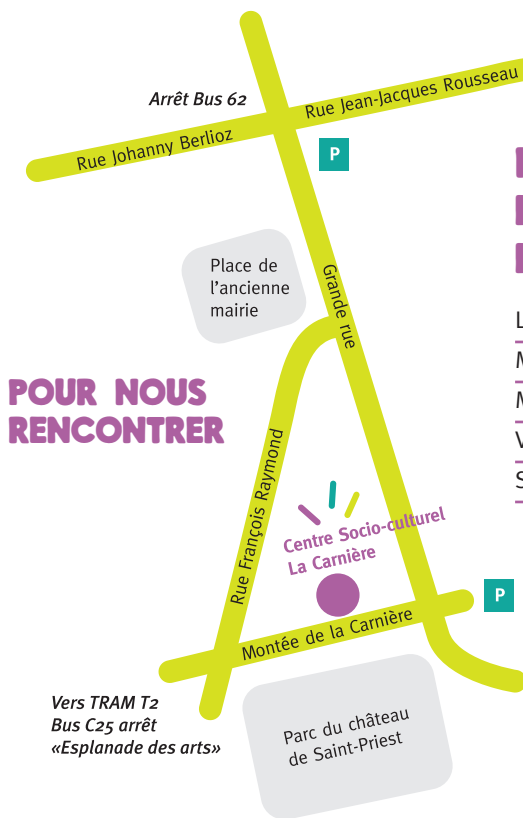 Arrêt Bus 62
Rue Jean-Jacques Rousseau
Rue Johanny Berlioz
P
Place de
l’ancienne
mairie
Grande rue
POUR NOUS
RENCONTRER
Rue François Raymond
Centre Socio-culturel
La Carnière
P
Montée de la Carnière
Vers TRAM T2
Bus C25 arrêt
«Esplanade des arts»
Parc du château
de Saint-Priest
L
M
M
V
S